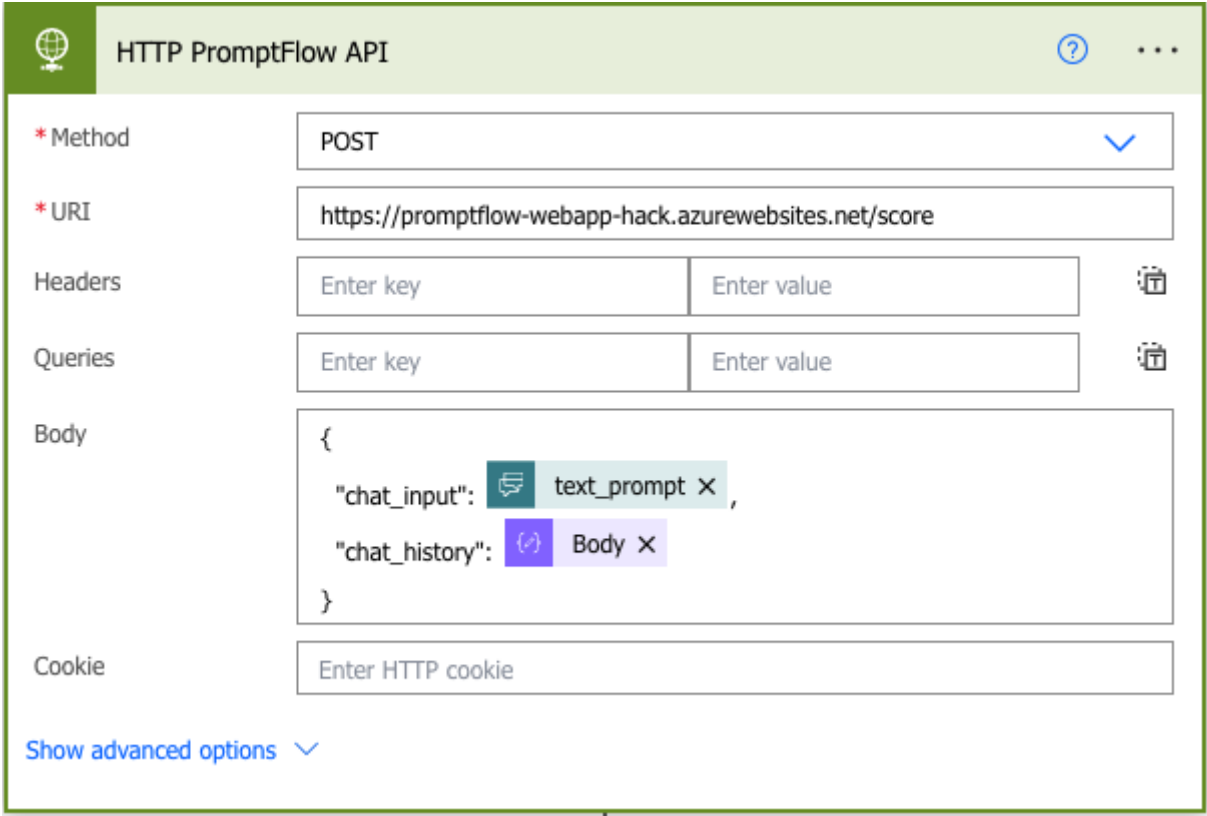 HTTP PromptFlow API
* Method
POST
* URI
https://promptflow-webapp-hack.azurewebsites.net/score
Headers
Enter key
Enter value
Queries
Enter key
Enter value
Body
{
"chat_input": text_prompt ×,
"chat_history": Body ×
}
Cookie
Enter HTTP cookie
Show advanced options